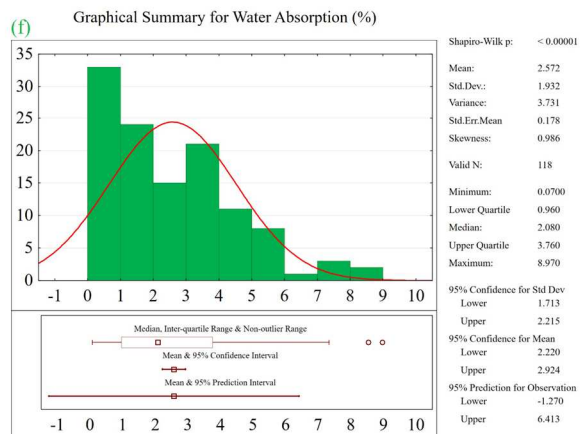 (f)
Graphical Summary for Water Absorption (%)
35
30
25
20
15
10
5
0
-1 0 1 2 3 4 5 6 7 8 9 10
Median, Inter-quartile Range & Non-outlier Range
Mean & 95% Confidence Interval
Mean & 95% Prediction Interval
-1 0 1 2 3 4 5 6 7 8 9 10
Shapiro-Wilk p: < 0.00001
Mean: 2.572
Std.Dev.: 1.932
Variance: 3.731
Std.Err.Mean 0.178
Skewness: 0.986
Valid N: 118
Minimum: 0.0700
Lower Quartile 0.960
Median: 2.080
Upper Quartile 3.760
Maximum: 8.970
95% Confidence for Std Dev
Lower 1.713
Upper 2.215
95% Confidence for Mean
Lower 2.220
Upper 2.924
95% Prediction for Observation
Lower -1.270
Upper 6.413